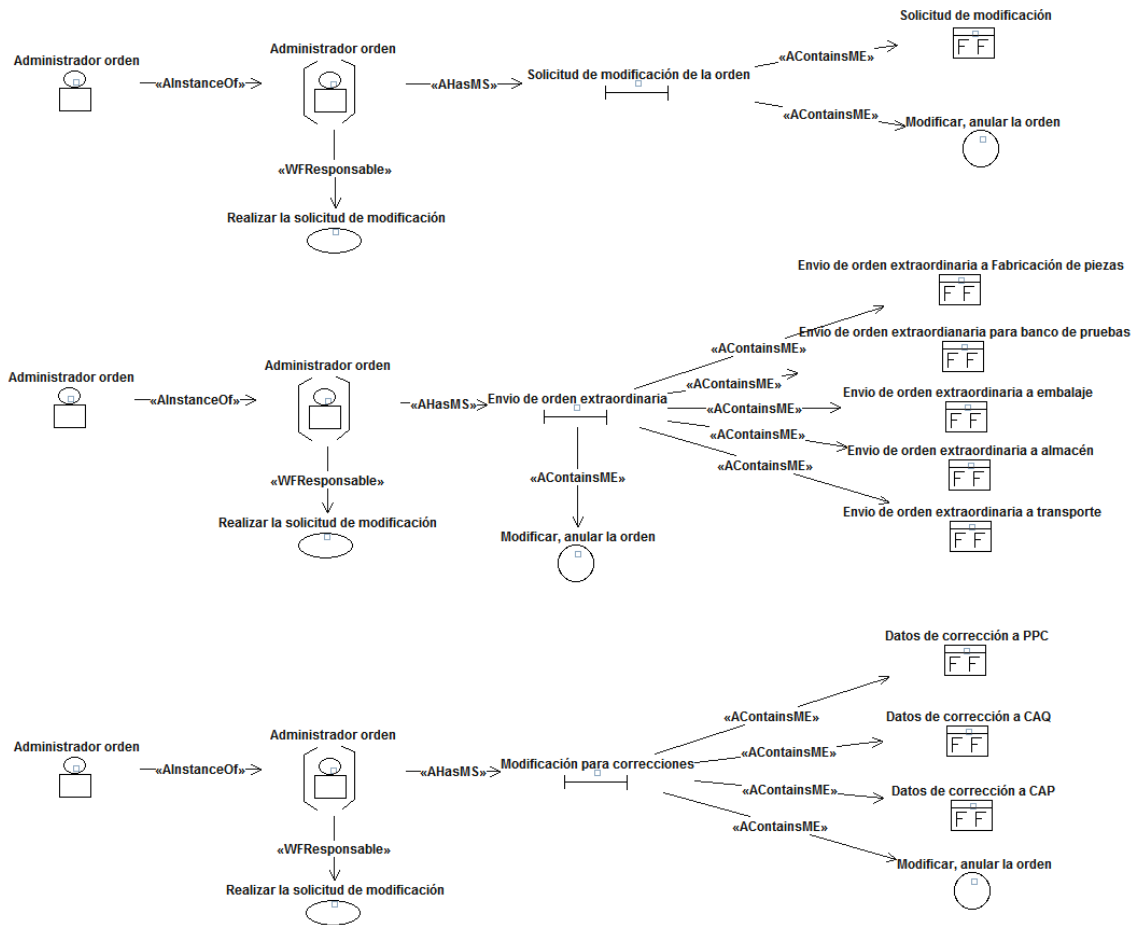 Solicitud de modificación
F F
Administrador orden
Administrador orden
«AContainsME»
«AInstanceOf»
«AHasMS»
Solicitud de modificación de la orden
«AContainsME»
Modificar, anular la orden
«WFResponsable»
Realizar la solicitud de modificación
Envio de orden extraordinaria a Fabricación de piezas
F F
Envio de orden extraordianaria para banco de pruebas
F F
«AContainsME»
Administrador orden
Administrador orden
«AContainsME»
«AInstanceOf»
«AHasMS»
Envio de orden extraordinaria
«AContainsME»
Envio de orden extraordinaria a embalaje
F F
«AContainsME»
Envio de orden extraordinaria a almacén
F F
«AContainsME»
«WFResponsable»
«AContainsME»
Envio de orden extraordinaria a transporte
F F
Realizar la solicitud de modificación
Modificar, anular la orden
Datos de corrección a PPC
F F
«AContainsME»
Datos de corrección a CAQ
F F
Administrador orden
Administrador orden
«AContainsME»
«AInstanceOf»
«AHasMS»
Modificación para correcciones
«AContainsME»
Datos de corrección a CAP
F F
«AContainsME»
«WFResponsable»
Modificar, anular la orden
Realizar la solicitud de modificación